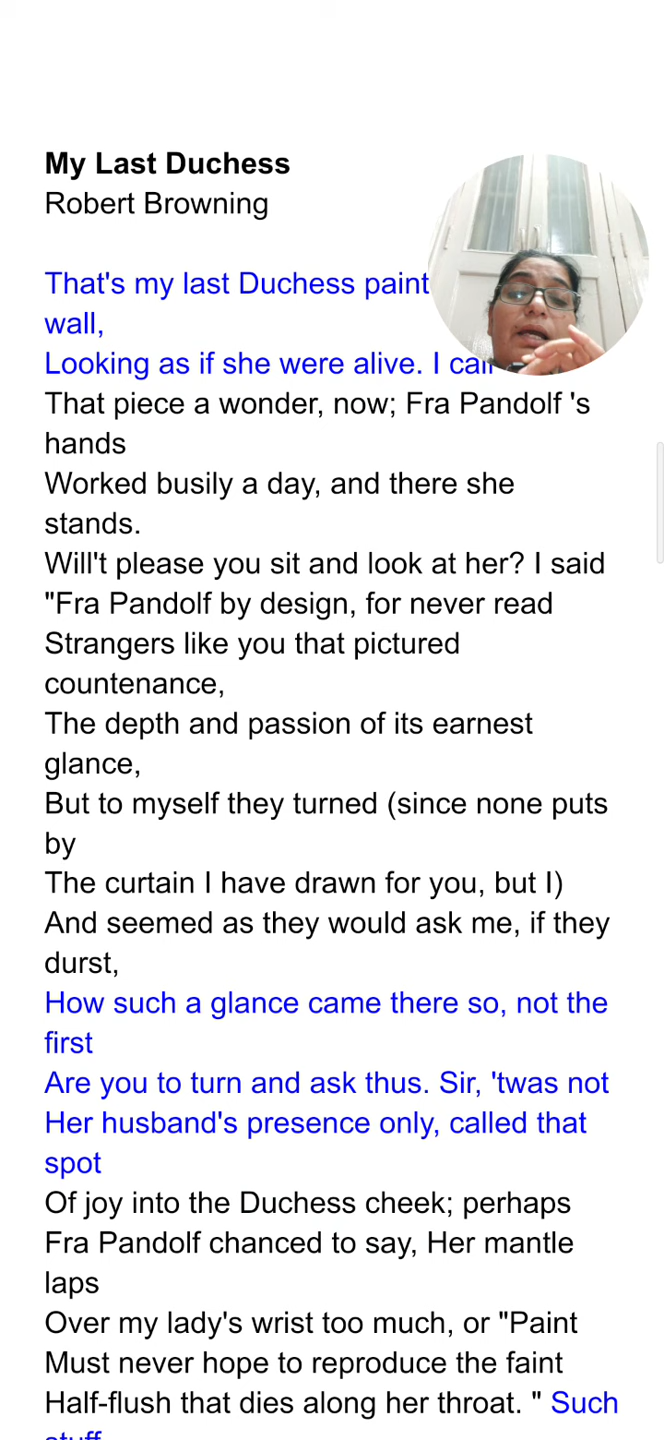 My Last Duchess
Robert Browning
That's my last Duchess paint
wall,
Looking as if she were alive. I call
That piece a wonder, now; Fra Pandolf 's
hands
Worked busily a day, and there she
stands.
Will't please you sit and look at her? I said
"Fra Pandolf by design, for never read
Strangers like you that pictured
countenance,
The depth and passion of its earnest
glance,
But to myself they turned (since none puts
by
The curtain I have drawn for you, but I)
And seemed as they would ask me, if they
durst,
How such a glance came there so, not the
first
Are you to turn and ask thus. Sir, 'twas not
Her husband's presence only, called that
spot
Of joy into the Duchess cheek; perhaps
Fra Pandolf chanced to say, Her mantle
laps
Over my lady's wrist too much, or "Paint
Must never hope to reproduce the faint
Half-flush that dies along her throat. " Such
stuff